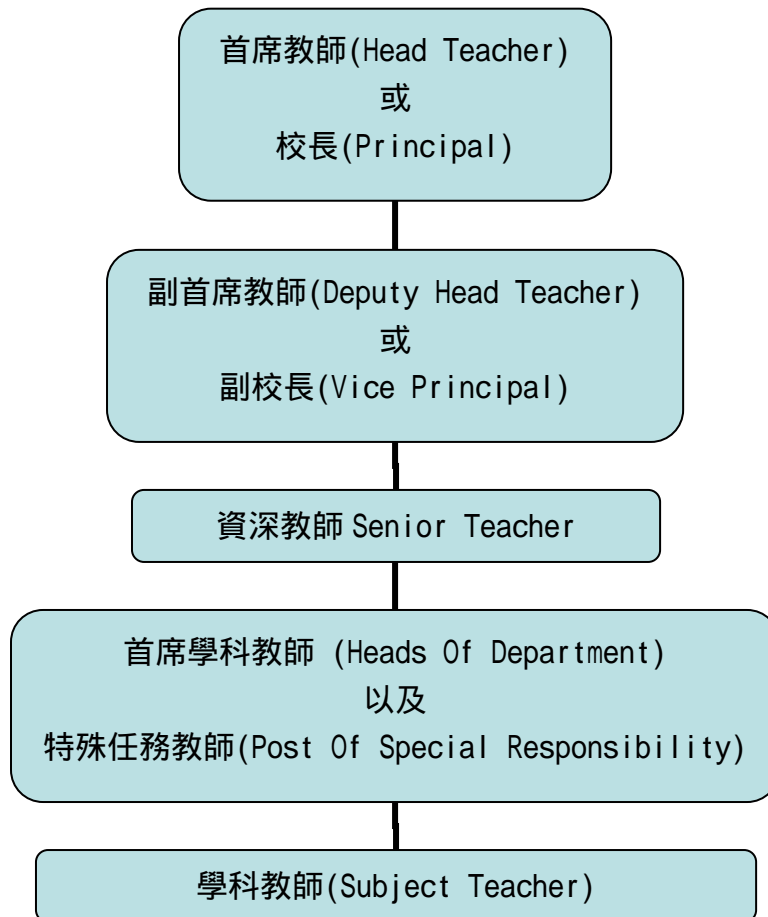 首席教師(Head Teacher)
或
校長(Principal)
副首席教師(Deputy Head Teacher)
或
副校長(Vice Principal)
資深教師 Senior Teacher
首席學科教師 (Heads Of Department)
以及
特殊任務教師(Post Of Special Responsibility)
學科教師(Subject Teacher)